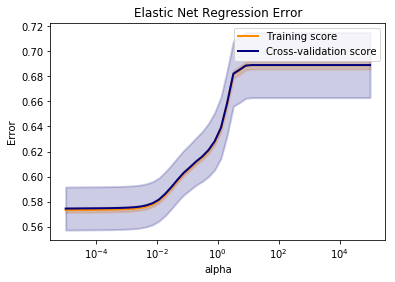 Elastic Net Regression Error
Training score
Cross-validation score
Error
0.72
0.70
0.68
0.66
0.64
0.62
0.60
0.58
0.56
10⁻⁴
10⁻²
10⁰
10²
10⁴
alpha